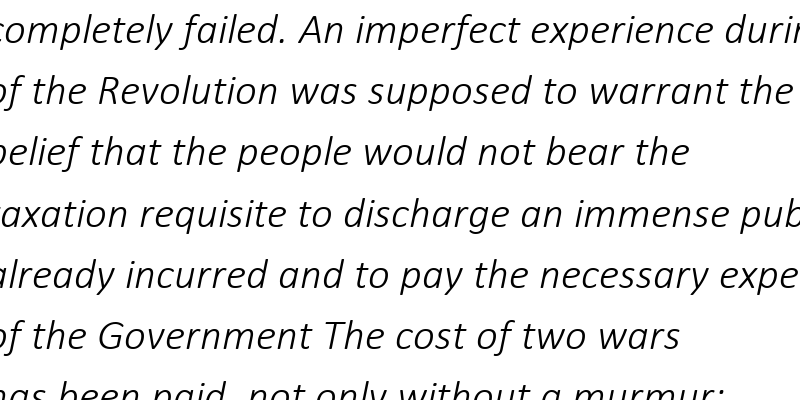 completely failed. An imperfect experience durin
of the Revolution was supposed to warrant the
belief that the people would not bear the
taxation requisite to discharge an immense pub
already incurred and to pay the necessary expe
of the Government The cost of two wars
has been paid, not only without a murmur;